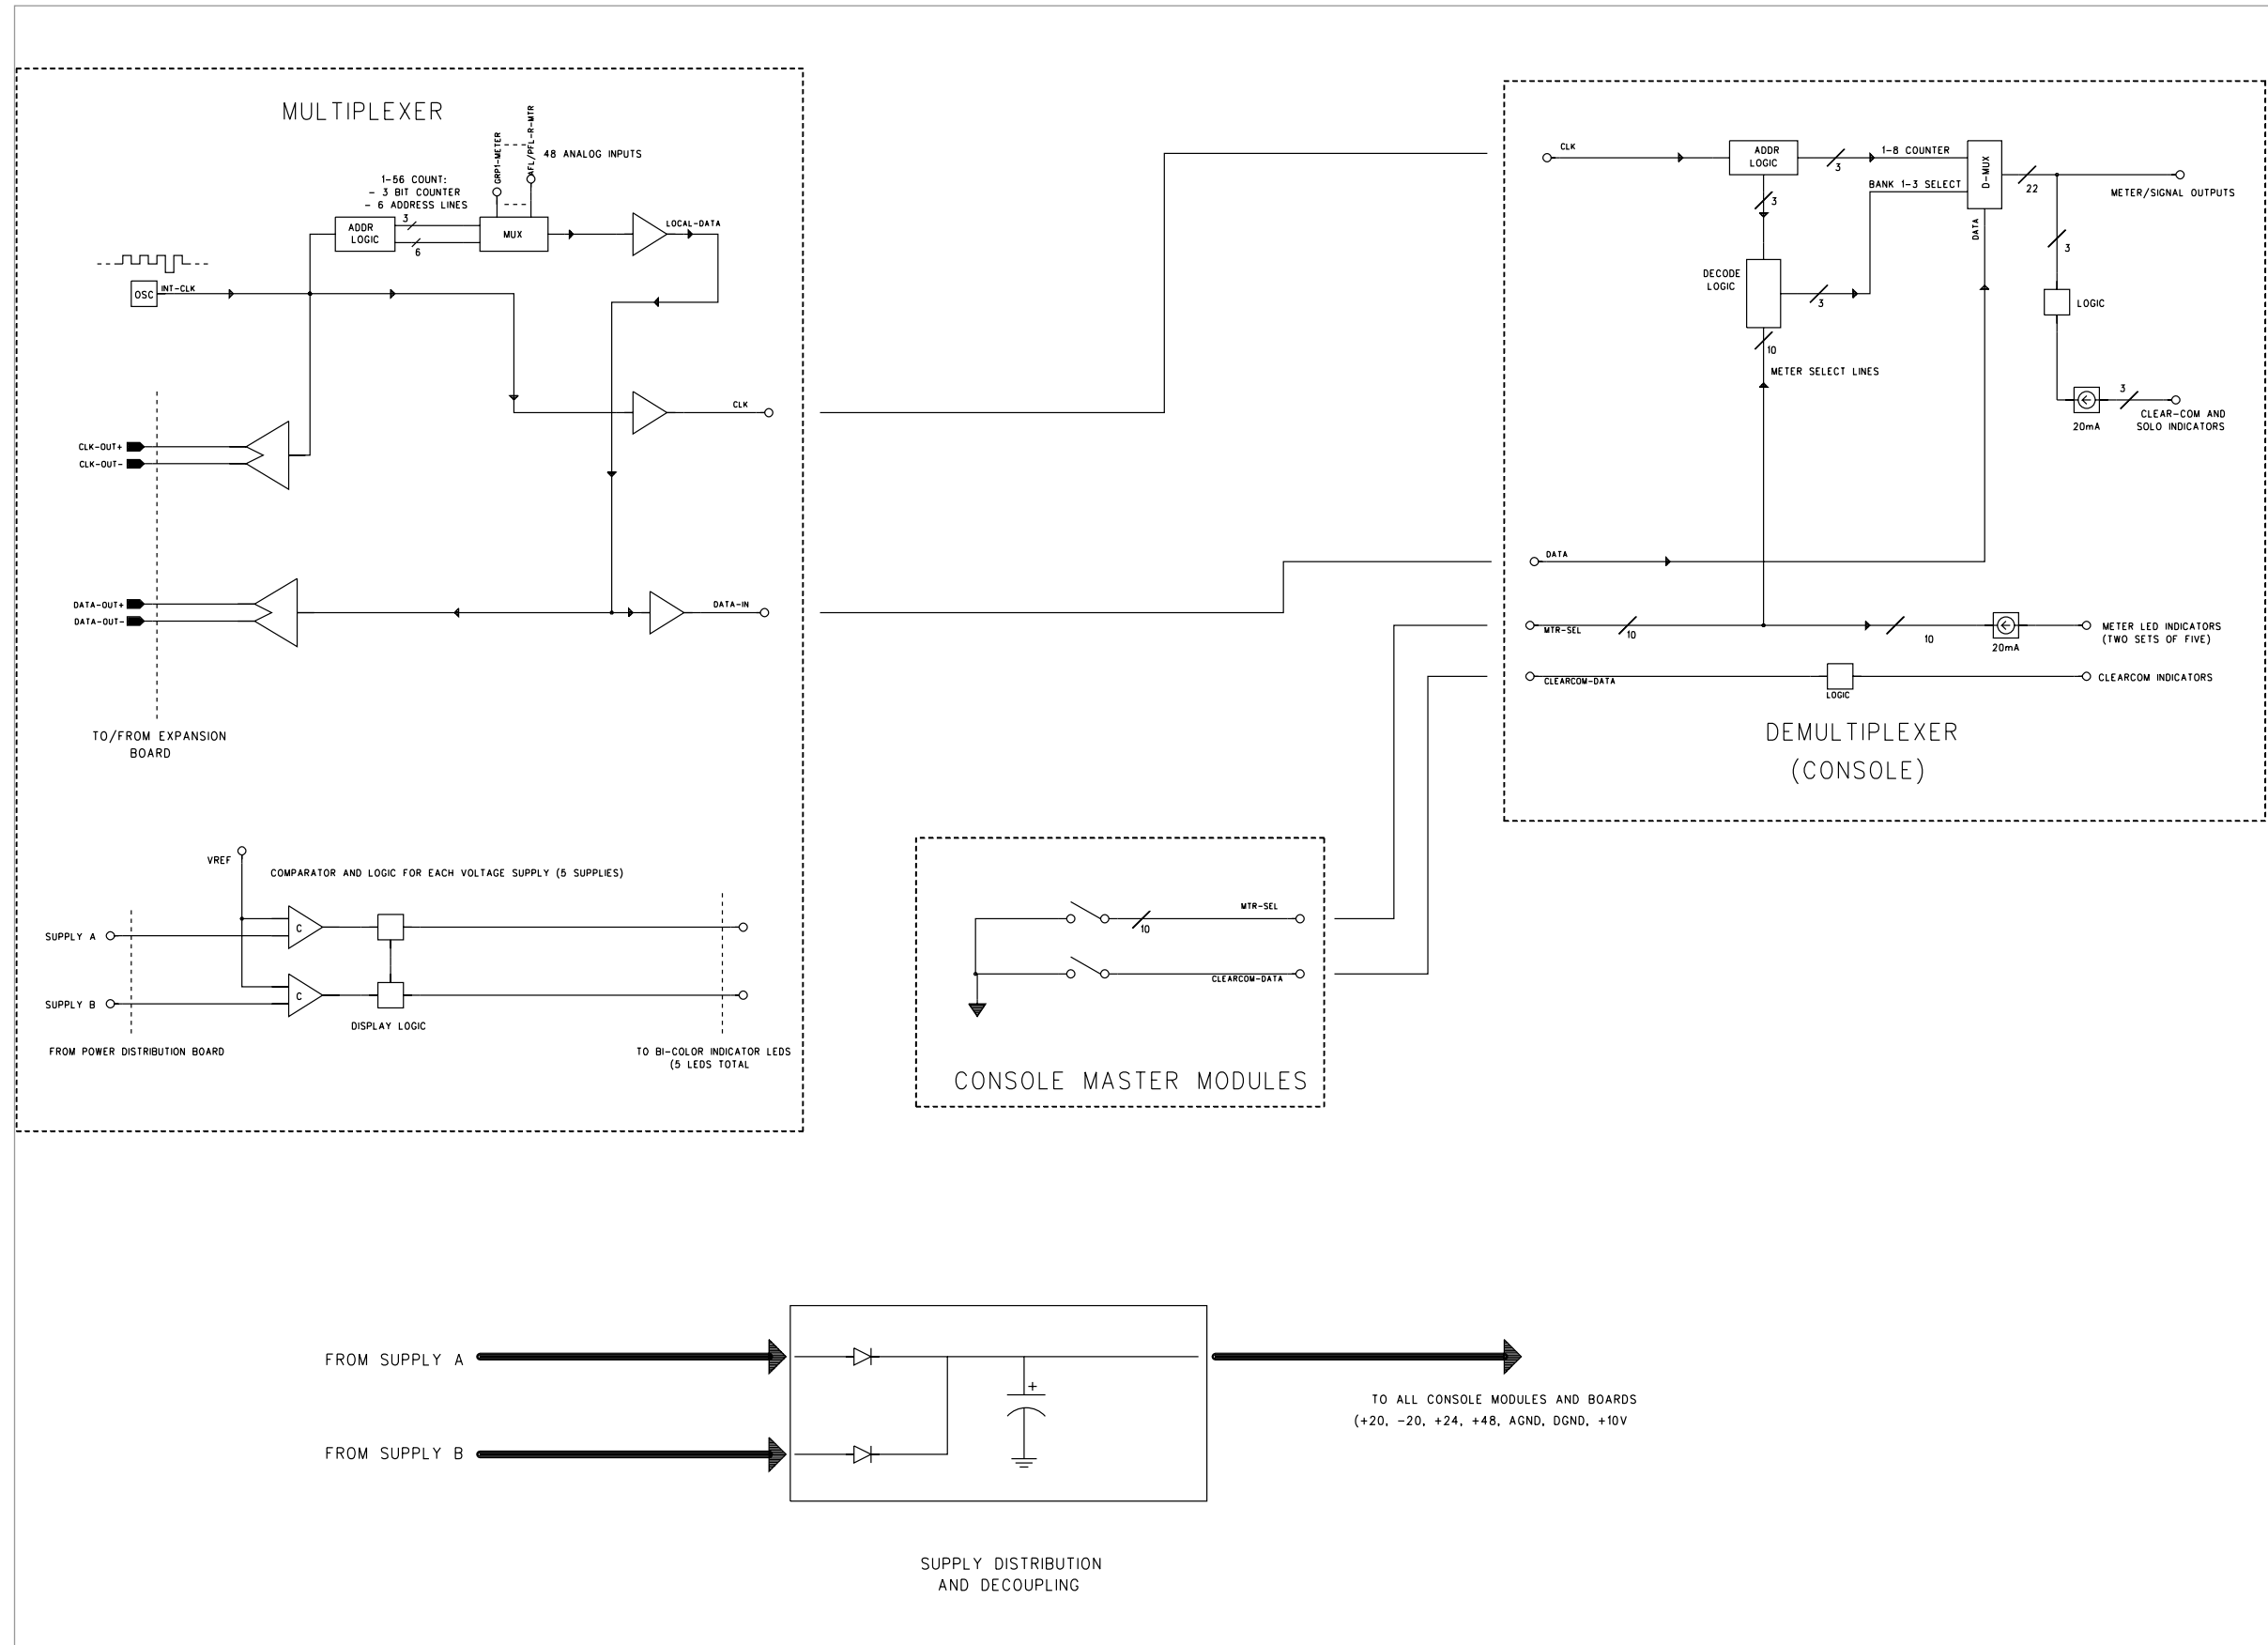 MULTIPLEXER
GRP1-METER
AFL/PFL-R-MTR
48 ANALOG INPUTS
1-56 COUNT:
- 3 BIT COUNTER
- 6 ADDRESS LINES
ADDR
LOGIC
3
6
MUX
LOCAL-DATA
OSC
INT-CLK
CLK
CLK-OUT+
CLK-OUT-
DATA-OUT+
DATA-OUT-
DATA-IN
TO/FROM EXPANSION
BOARD
VREF
COMPARATOR AND LOGIC FOR EACH VOLTAGE SUPPLY (5 SUPPLIES)
SUPPLY A
C
SUPPLY B
C
DISPLAY LOGIC
FROM POWER DISTRIBUTION BOARD
TO BI-COLOR INDICATOR LEDS
(5 LEDS TOTAL
CLK
ADDR
LOGIC
3
1-8 COUNTER
BANK 1-3 SELECT
D-MUX
22
METER/SIGNAL OUTPUTS
3
DATA
3
DECODE
LOGIC
3
LOGIC
10
METER SELECT LINES
3
20mA
CLEAR-COM AND
SOLO INDICATORS
DATA
MTR-SEL
10
10
20mA
METER LED INDICATORS
(TWO SETS OF FIVE)
CLEARCOM-DATA
LOGIC
CLEARCOM INDICATORS
DEMULTIPLEXER
(CONSOLE)
MTR-SEL
10
CLEARCOM-DATA
CONSOLE MASTER MODULES
FROM SUPPLY A
FROM SUPPLY B
+
TO ALL CONSOLE MODULES AND BOARDS
(+20, -20, +24, +48, AGND, DGND, +10V
SUPPLY DISTRIBUTION
AND DECOUPLING